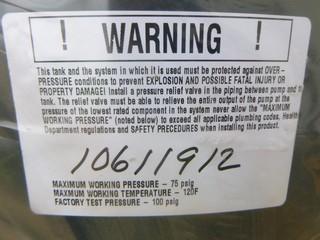 ! WARNING !
This tank and the system in which it is used must be protected against OVER-
PRESSURE conditions to prevent EXPLOSION AND POSSIBLE FATAL INJURY OR
PROPERTY DAMAGE! Install a pressure relief valve in the piping between pump and
tank. The relief valve must be able to relieve the entire output of the pump at the
pressure of the lowest rated component in the system never allow the "MAXIMUM
WORKING PRESSURE" (noted below) to exceed all applicable plumbing codes, Health
Department regulations and SAFETY PRECEDURES when installing this product.
10611912
MAXIMUM WORKING PRESSURE - 75 psig
MAXMUM WORKING TEMPERATURE - 120F
FACTORY TEST PRESSURE - 100 psig